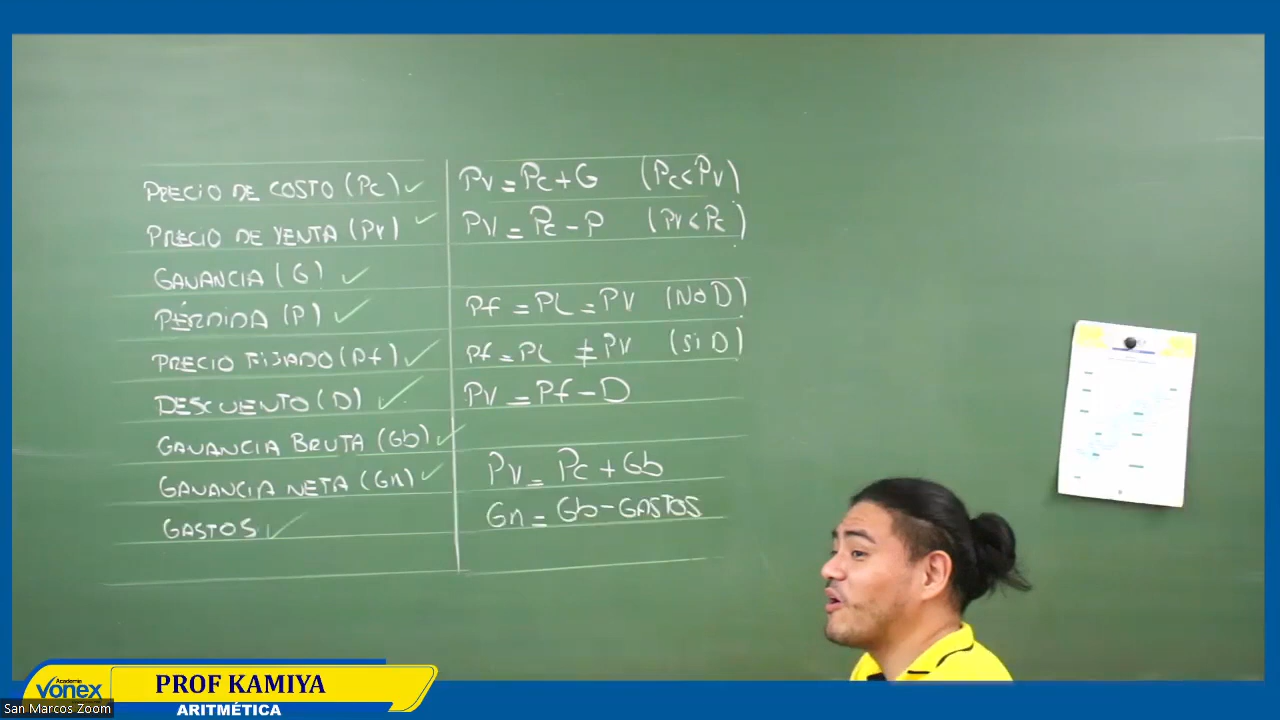 PRECIO DE COSTO (Pc) ✓
PRECIO DE VENTA (Pv) ✓
GANANCIA (G) ✓
PÉRDIDA (P) ✓
PRECIO FIJADO (Pf) ✓
DESCUENTO (D) ✓
GANANCIA BRUTA (Gb) ✓
GANANCIA NETA (Gn) ✓
GASTOS ✓
Pv = Pc + G (Pc < Pv)
Pv = Pc - P (Pv < Pc)
Pf = PL = PV (NO D)
Pf = PL ≠ PV (SI D)
Pv = Pf - D
Pv = Pc + Gb
Gn = Gb - GASTOS
Academia
vonex
San Marcos Zoom
PROF KAMIYA
ARITMÉTICA